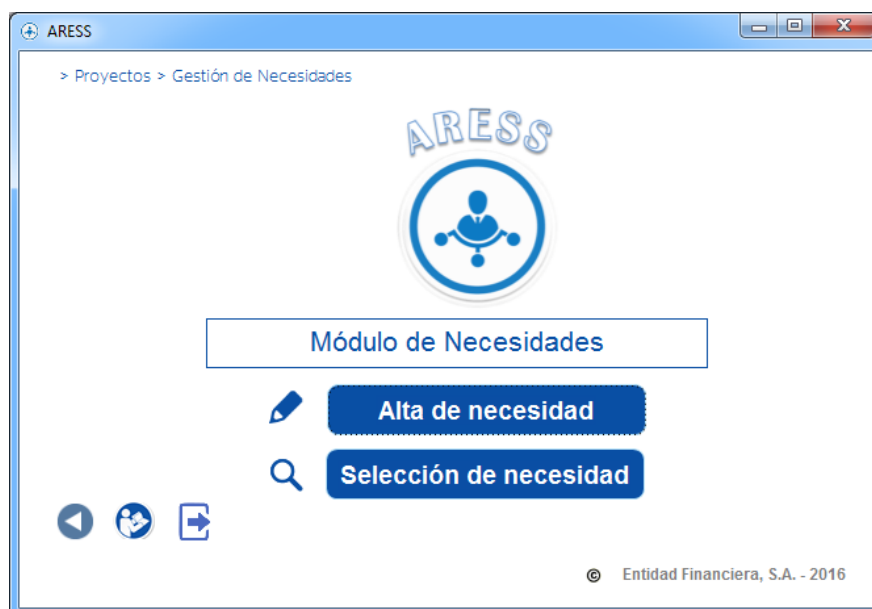 ARESS
> Proyectos > Gestión de Necesidades
ARESS
Módulo de Necesidades
Alta de necesidad
Selección de necesidad
© Entidad Financiera, S.A. - 2016